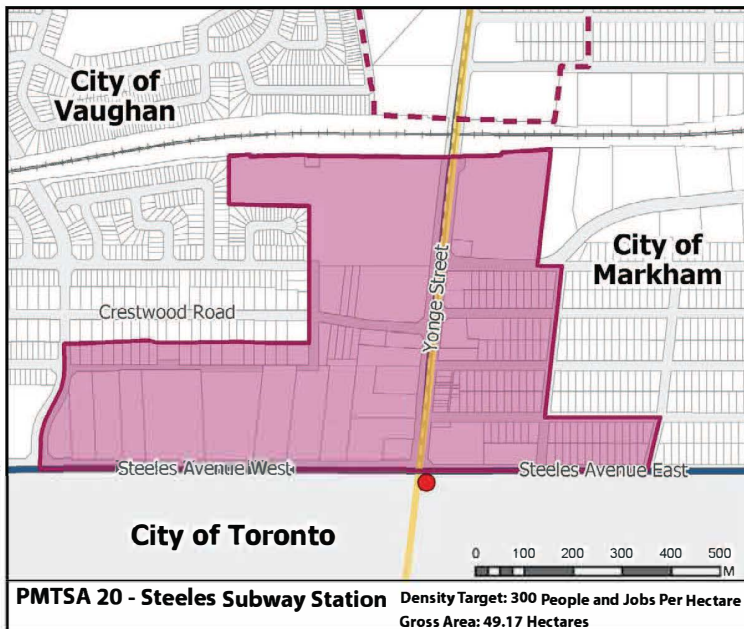 City of
Vaughan
City of
Markham
Crestwood Road
Yonge Street
Steeles Avenue West
Steeles Avenue East
City of Toronto
0 100 200 300 400 500
M
PMTSA 20 - Steeles Subway Station
Density Target: 300 People and Jobs Per Hectare
Gross Area: 49.17 Hectares